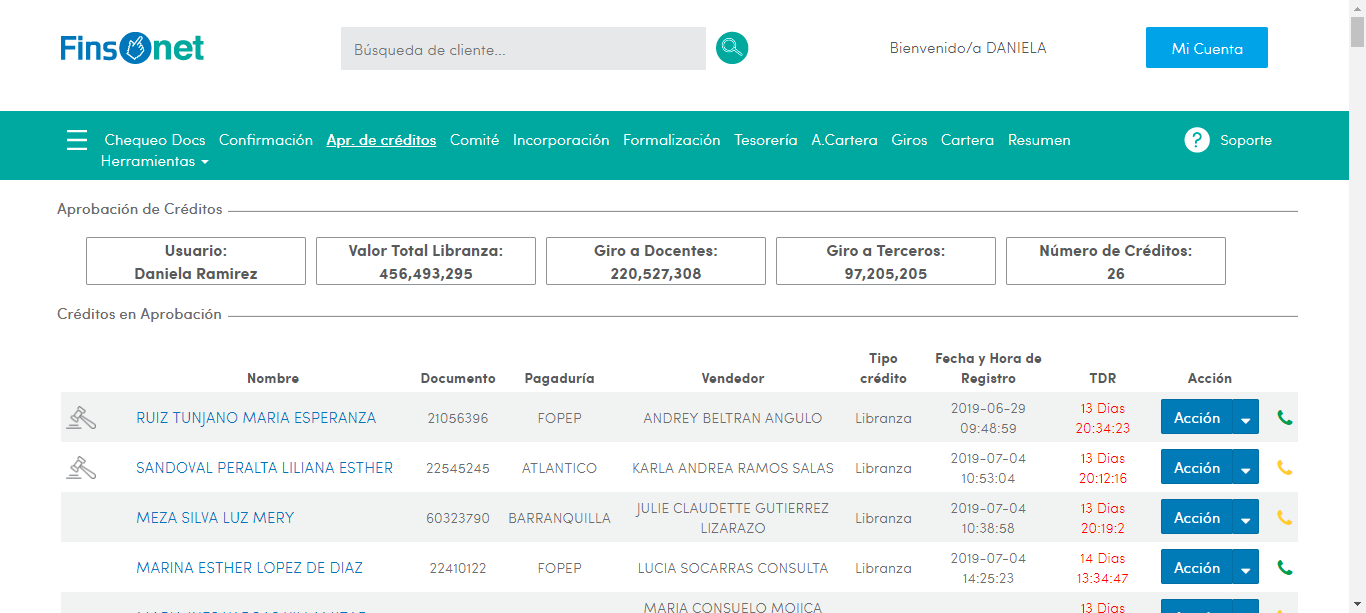 Finsonet
Búsqueda de cliente...
Bienvenido/a DANIELA
Mi Cuenta
Chequeo Docs Confirmación Apr. de créditos Comité Incorporación Formalización Tesorería A.Cartera Giros Cartera Resumen
Herramientas
? Soporte
Aprobación de Créditos
Usuario:
Daniela Ramirez
Valor Total Libranza:
456,493,295
Giro a Docentes:
220,527,308
Giro a Terceros:
97,205,205
Número de Créditos:
26
Créditos en Aprobación
Nombre Documento Pagaduría Vendedor Tipo crédito Fecha y Hora de Registro TDR Acción
RUIZ TUNJANO MARIA ESPERANZA 21056396 FOPEP ANDREY BELTRAN ANGULO Libranza 2019-06-29 09:48:59 13 Dias 20:34:23 Acción
SANDOVAL PERALTA LILIANA ESTHER 22545245 ATLANTICO KARLA ANDREA RAMOS SALAS Libranza 2019-07-04 10:53:04 13 Dias 20:12:16 Acción
MEZA SILVA LUZ MERY 60323790 BARRANQUILLA JULIE CLAUDETTE GUTIERREZ LIZARAZO Libranza 2019-07-04 10:38:58 13 Dias 20:19:2 Acción
MARINA ESTHER LOPEZ DE DIAZ 22410122 FOPEP LUCIA SOCARRAS CONSULTA Libranza 2019-07-04 14:25:23 14 Dias 13:34:47 Acción
MARIA CONSUELO MOJICA 13 Dias